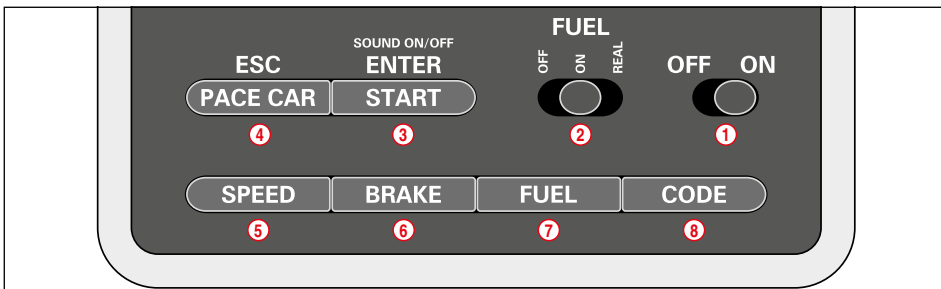 FUEL
SOUND ON/OFF
OFF ON REAL
ESC ENTER OFF ON
PACE CAR START
4 3 2 1
SPEED BRAKE FUEL CODE
5 6 7 8